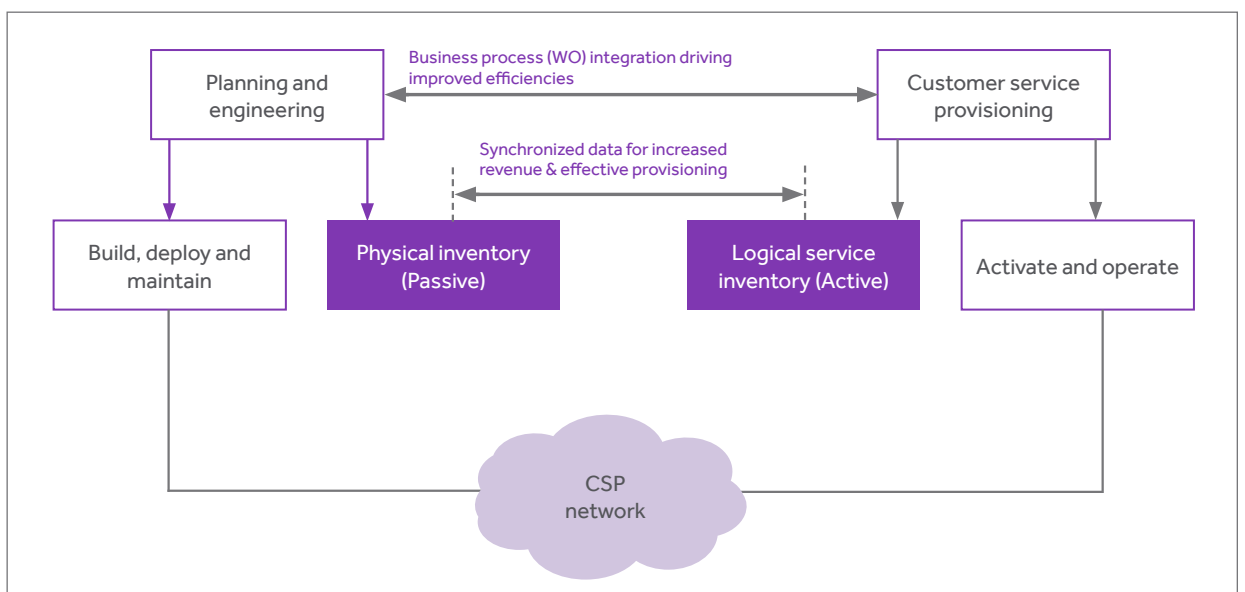 Business process (WO) integration driving
improved efficiencies
Planning and
engineering
Customer service
provisioning
Synchronized data for increased
revenue & effective provisioning
Build, deploy and
maintain
Physical inventory
(Passive)
Logical service
inventory (Active)
Activate and operate
CSP
network